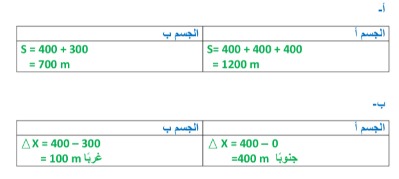 أ-
الجسم أ
الجسم ب
S= 400 + 400 + 400
= 1200 m
S = 400 + 300
= 700 m
ب-
الجسم أ
الجسم ب
△ X = 400 – 0
=400 m جنوبًا
△X = 400 – 300
= 100 m غربًا